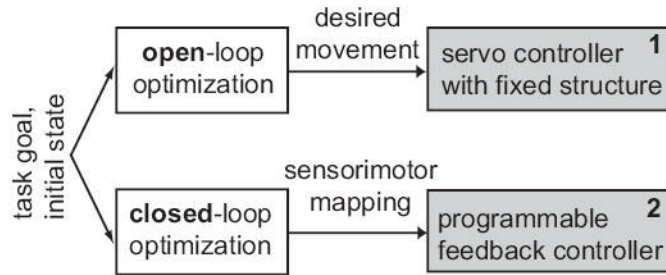 task goal,
initial state
open-loop
optimization
desired
movement
servo controller 1
with fixed structure
closed-loop
optimization
sensorimotor
mapping
programmable 2
feedback controller